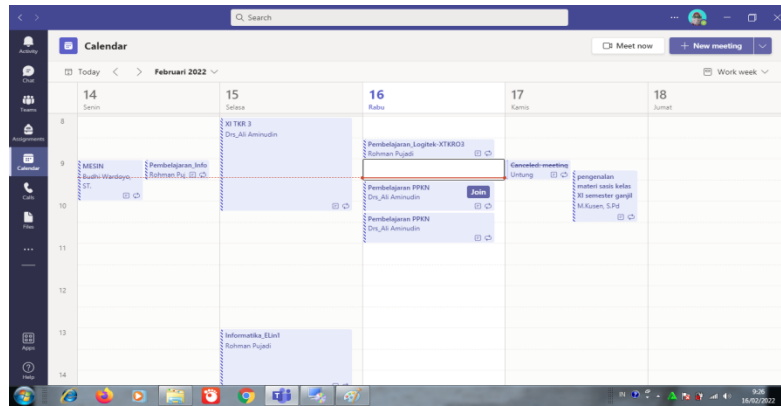 Search
Activity
Chat
Teams
Assignments
Calendar
Calls
Files
Apps
Help
Calendar
Meet now
+ New meeting
Today
Februari 2022
Work week
14
Senin
15
Selasa
16
Rabu
17
Kamis
18
Jumat
8
9
10
11
12
13
14
MESIN
Budhi Wardoyo,
ST.
Pembelajaran_Info
Rohman Puj
XI TKR 3
Drs_Ali Aminudin
Informatika_ELin1
Rohman Pujadi
Pembelajaran_Logitek-XTKRO3
Rohman Pujadi
Pembelajaran PPKN
Drs_Ali Aminudin
Join
Pembelajaran PPKN
Drs_Ali Aminudin
Canceled: meeting
Untung
pengenalan
materi sasis kelas
XI semester ganjil
M.Kusen, S.Pd
IN
9:26
16/02/2022